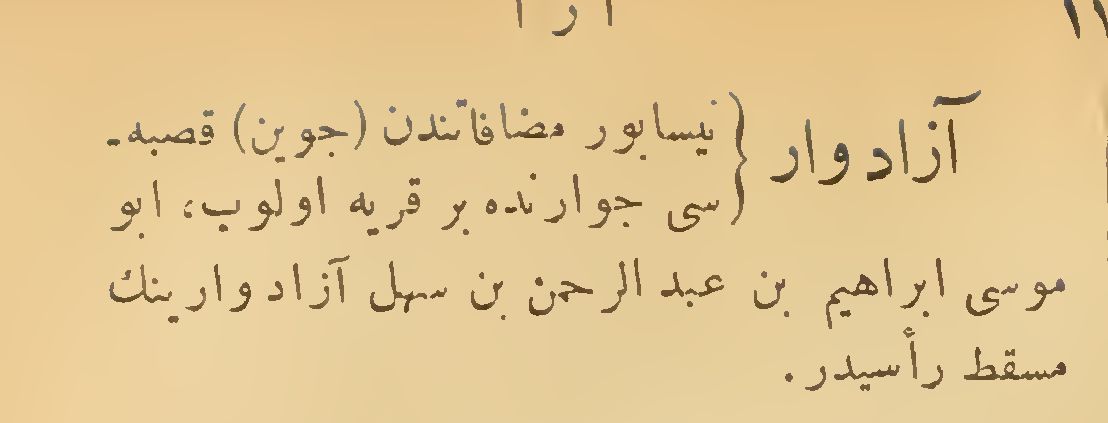 ا ز ا
آزادوار { نیسابور مضافاتندن (جوین) قصبه‌ـ
سی جوارنده بر قریه اولوب، ابو
موسی ابراهیم بن عبد الرحمن بن سهل آزادوارینك
مسقط رأسیدر.